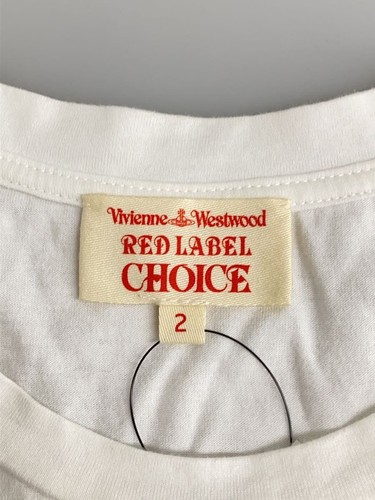 Vivienne Westwood
RED LABEL
CHOICE
2